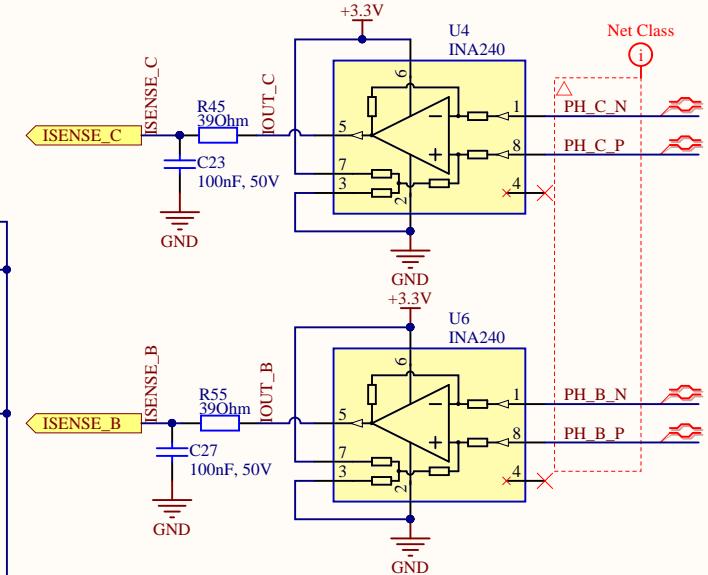 +3.3V
U4
INA240
Net Class
i
ISENSE_C
IOUT_C
R45
39Ohm
ISENSE_C
5
6
1
PH_C_N
8
PH_C_P
C23
100nF, 50V
7
3
4
2
GND
GND
+3.3V
U6
INA240
ISENSE_B
IOUT_B
R55
39Ohm
ISENSE_B
5
6
1
PH_B_N
8
PH_B_P
C27
100nF, 50V
7
3
4
2
GND
GND